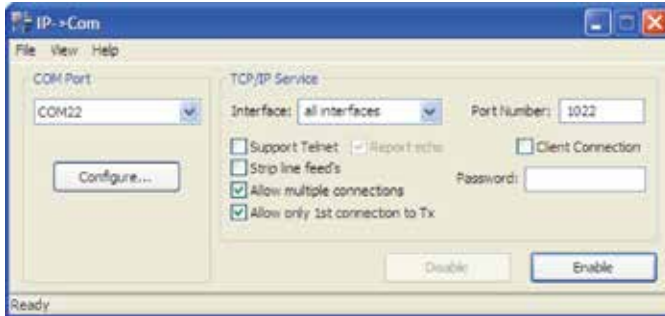 IP->Com
File View Help
COM Port
COM22
Configure...
TCP/IP Service
Interface: all interfaces
Port Number: 1022
Support Telnet
Report echo
Client Connection
Strip line feed's
Password:
Allow multiple connections
Allow only 1st connection to Tx
Disable
Enable
Ready